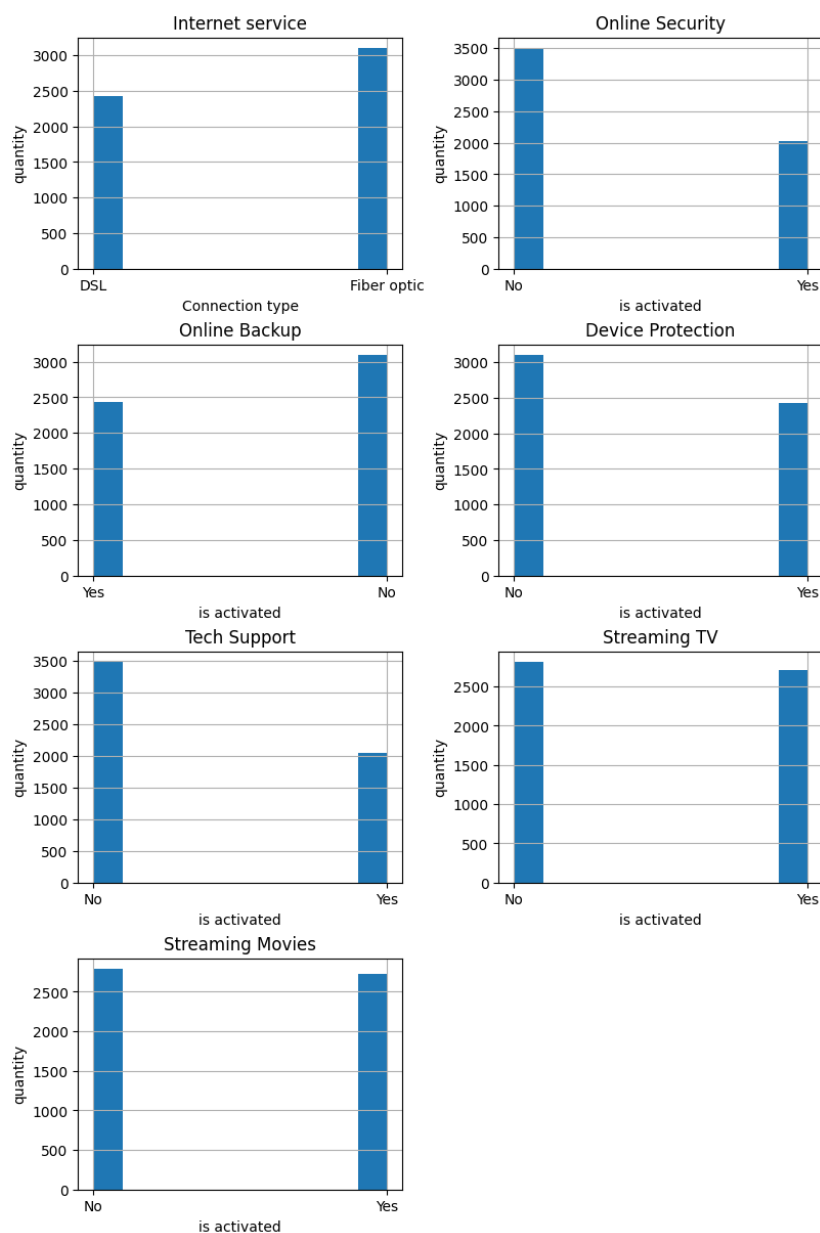 Internet service
quantity
3000
2500
2000
1500
1000
500
0
DSL Fiber optic
Connection type
Online Security
quantity
3500
3000
2500
2000
1500
1000
500
0
No Yes
is activated
Online Backup
quantity
3000
2500
2000
1500
1000
500
0
Yes No
is activated
Device Protection
quantity
3000
2500
2000
1500
1000
500
0
No Yes
is activated
Tech Support
quantity
3500
3000
2500
2000
1500
1000
500
0
No Yes
is activated
Streaming TV
quantity
2500
2000
1500
1000
500
0
No Yes
is activated
Streaming Movies
quantity
2500
2000
1500
1000
500
0
No Yes
is activated